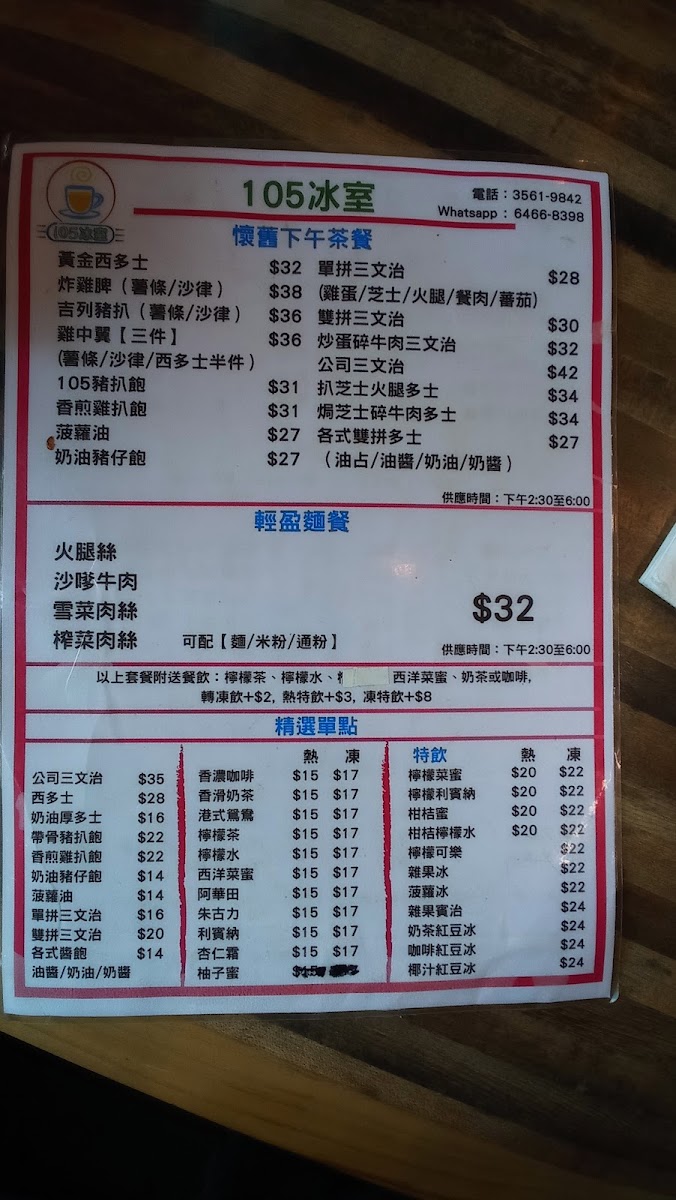 105冰室
105冰室
電話：3561-9842
Whatsapp：6466-8398
懷舊下午茶餐
黃金西多士 $32
炸雞脾（薯條/沙律） $38
吉列豬扒（薯條/沙律） $36
雞中翼【三件】 $36
(薯條/沙律/西多士半件）
105豬扒飽 $31
香煎雞扒飽 $31
菠蘿油 $27
奶油豬仔飽 $27
單拼三文治 $28
(雞蛋/芝士/火腿/餐肉/蕃茄)
雙拼三文治 $30
炒蛋碎牛肉三文治 $32
公司三文治 $42
扒芝士火腿多士 $34
焗芝士碎牛肉多士 $34
各式雙拼多士 $27
（油占/油醬/奶油/奶醬）
供應時間：下午2:30至6:00
輕盈麵餐
火腿絲
沙嗲牛肉
雪菜肉絲
榨菜肉絲 可配【麵/米粉/通粉】
$32
供應時間：下午2:30至6:00
以上套餐附送餐飲：檸檬茶、檸檬水、 西洋菜蜜、奶茶或咖啡,
轉凍飲+$2, 熱特飲+$3, 凍特飲+$8
精選單點
公司三文治 $35
西多士 $28
奶油厚多士 $16
帶骨豬扒飽 $22
香煎雞扒飽 $22
奶油豬仔飽 $14
菠蘿油 $14
單拼三文治 $16
雙拼三文治 $20
各式醬飽 $14
油醬/奶油/奶醬
熱 凍
香濃咖啡 $15 $17
香滑奶茶 $15 $17
港式鴛鴦 $15 $17
檸檬茶 $15 $17
檸檬水 $15 $17
西洋菜蜜 $15 $17
阿華田 $15 $17
朱古力 $15 $17
利賓納 $15 $17
杏仁霜 $15 $17
柚子蜜
特飲 熱 凍
檸檬菜蜜 $20 $22
檸檬利賓納 $20 $22
柑桔蜜 $20 $22
柑桔檸檬水 $20 $22
檸檬可樂 $22
雜果冰 $22
菠蘿冰 $22
雜果賓治 $24
奶茶紅豆冰 $24
咖啡紅豆冰 $24
椰汁紅豆冰 $24